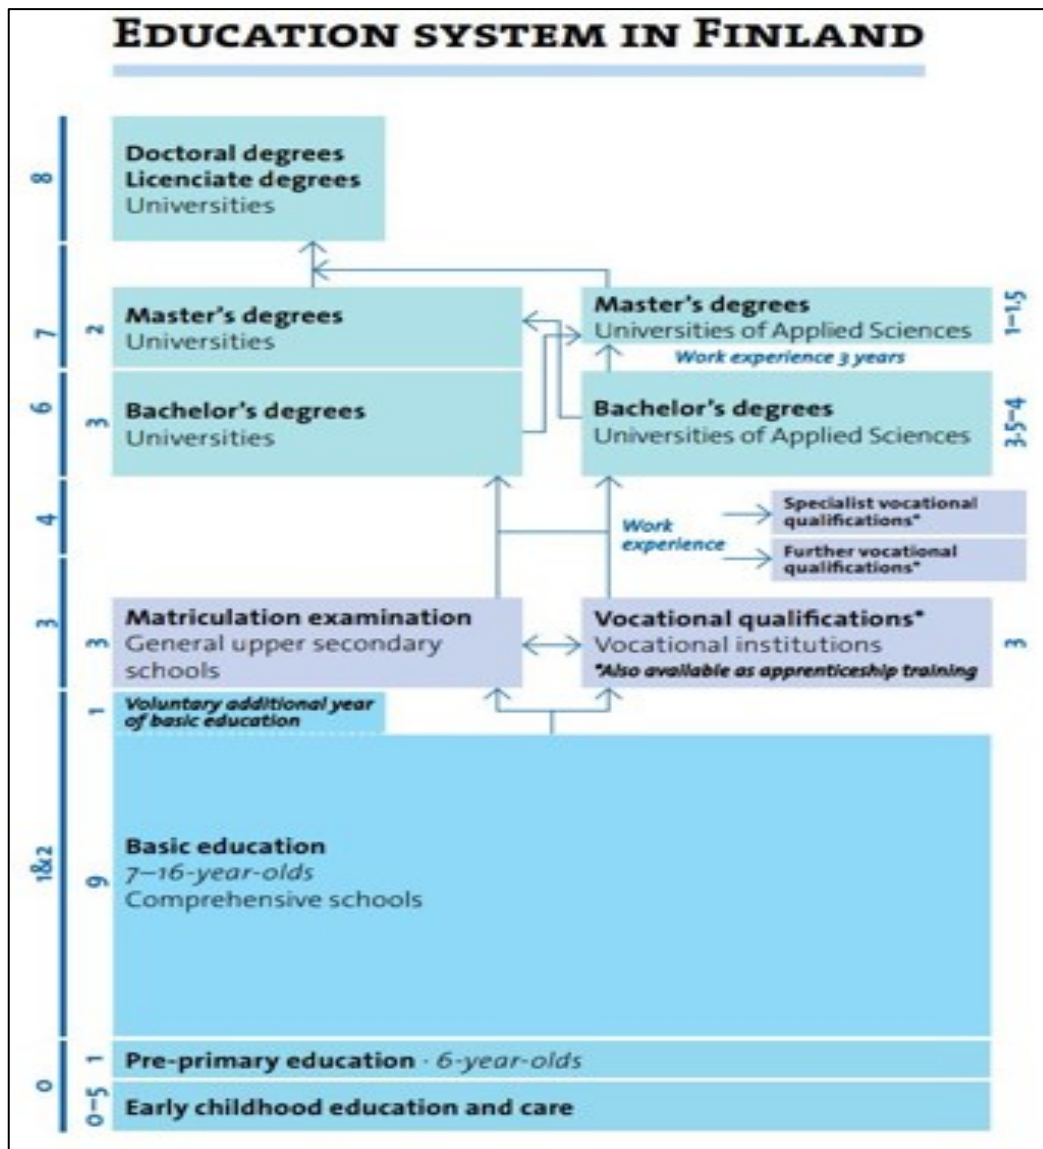 EDUCATION SYSTEM IN FINLAND
8
Doctoral degrees
Licenciate degrees
Universities
7
2
Master's degrees
Universities
Master's degrees
Universities of Applied Sciences
1–1.5
Work experience 3 years
6
3
Bachelor's degrees
Universities
Bachelor's degrees
Universities of Applied Sciences
3.5–4
4
Work
experience
Specialist vocational
qualifications*
Further vocational
qualifications*
3
3
Matriculation examination
General upper secondary
schools
Vocational qualifications*
Vocational institutions
*Also available as apprenticeship training
3
1
Voluntary additional year
of basic education
1&2
9
Basic education
7–16-year-olds
Comprehensive schools
0
1
Pre-primary education · 6-year-olds
0–5
Early childhood education and care